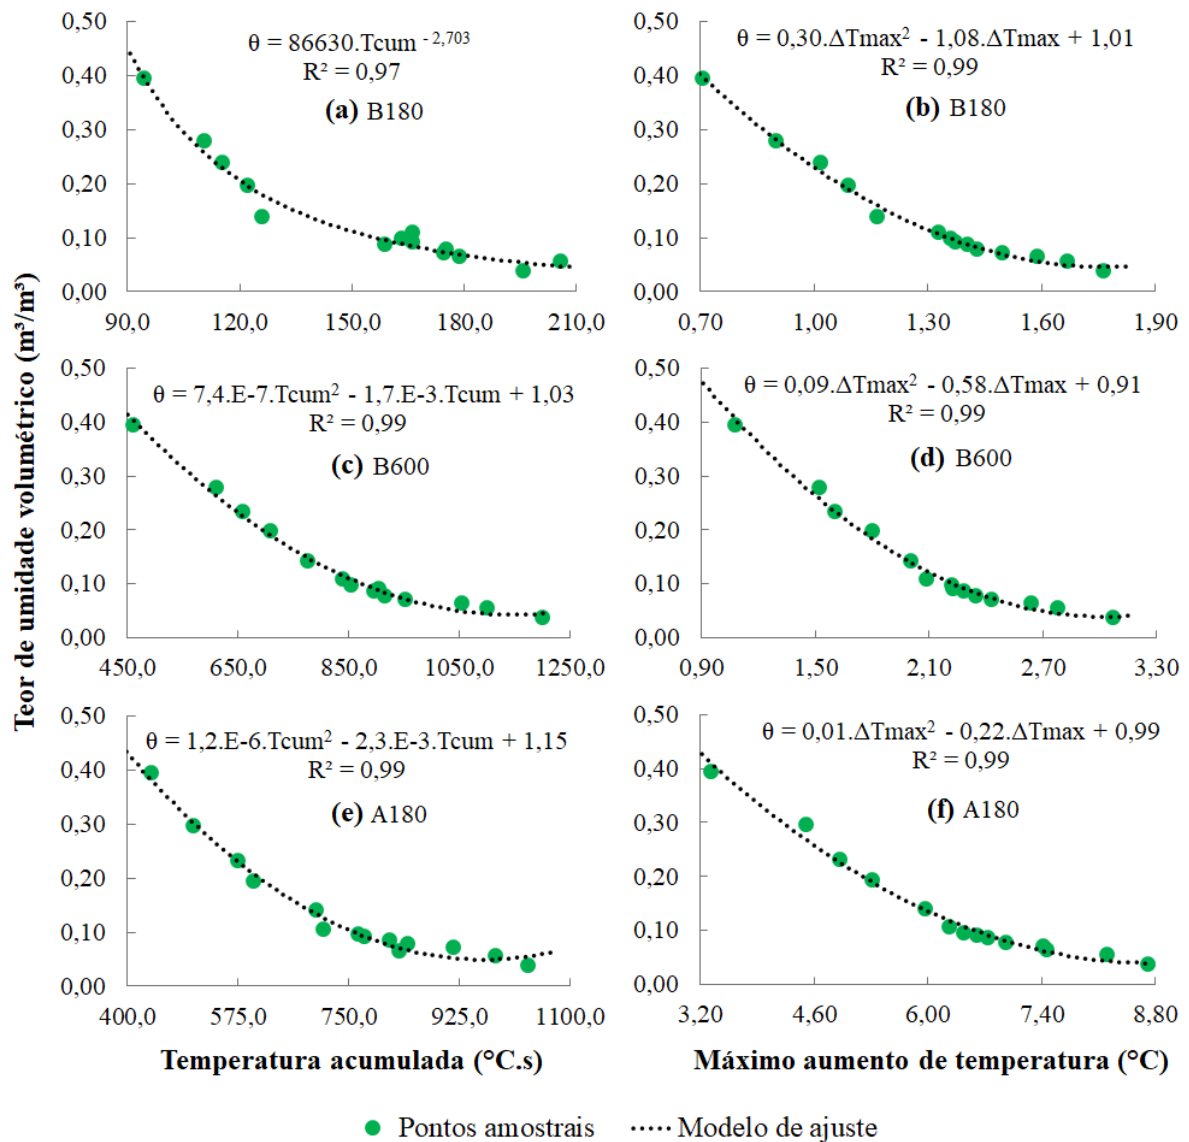 Teor de umidade volumétrico (m³/m³)
0,50
0,40
0,30
0,20
0,10
0,00
θ = 86630.Tcum ⁻ ²,⁷⁰³
R² = 0,97
(a) B180
90,0 120,0 150,0 180,0 210,0
θ = 0,30.ΔTmax² - 1,08.ΔTmax + 1,01
R² = 0,99
(b) B180
0,50
0,40
0,30
0,20
0,10
0,00
0,70 1,00 1,30 1,60 1,90
0,50
0,40
0,30
0,20
0,10
0,00
θ = 7,4.E-7.Tcum² - 1,7.E-3.Tcum + 1,03
R² = 0,99
(c) B600
450,0 650,0 850,0 1050,0 1250,0
0,50
0,40
0,30
0,20
0,10
0,00
θ = 0,09.ΔTmax² - 0,58.ΔTmax + 0,91
R² = 0,99
(d) B600
0,90 1,50 2,10 2,70 3,30
0,50
0,40
0,30
0,20
0,10
0,00
θ = 1,2.E-6.Tcum² - 2,3.E-3.Tcum + 1,15
R² = 0,99
(e) A180
400,0 575,0 750,0 925,0 1100,0
0,50
0,40
0,30
0,20
0,10
0,00
θ = 0,01.ΔTmax² - 0,22.ΔTmax + 0,99
R² = 0,99
(f) A180
3,20 4,60 6,00 7,40 8,80
Temperatura acumulada (°C.s)
Máximo aumento de temperatura (°C)
Pontos amostrais
Modelo de ajuste